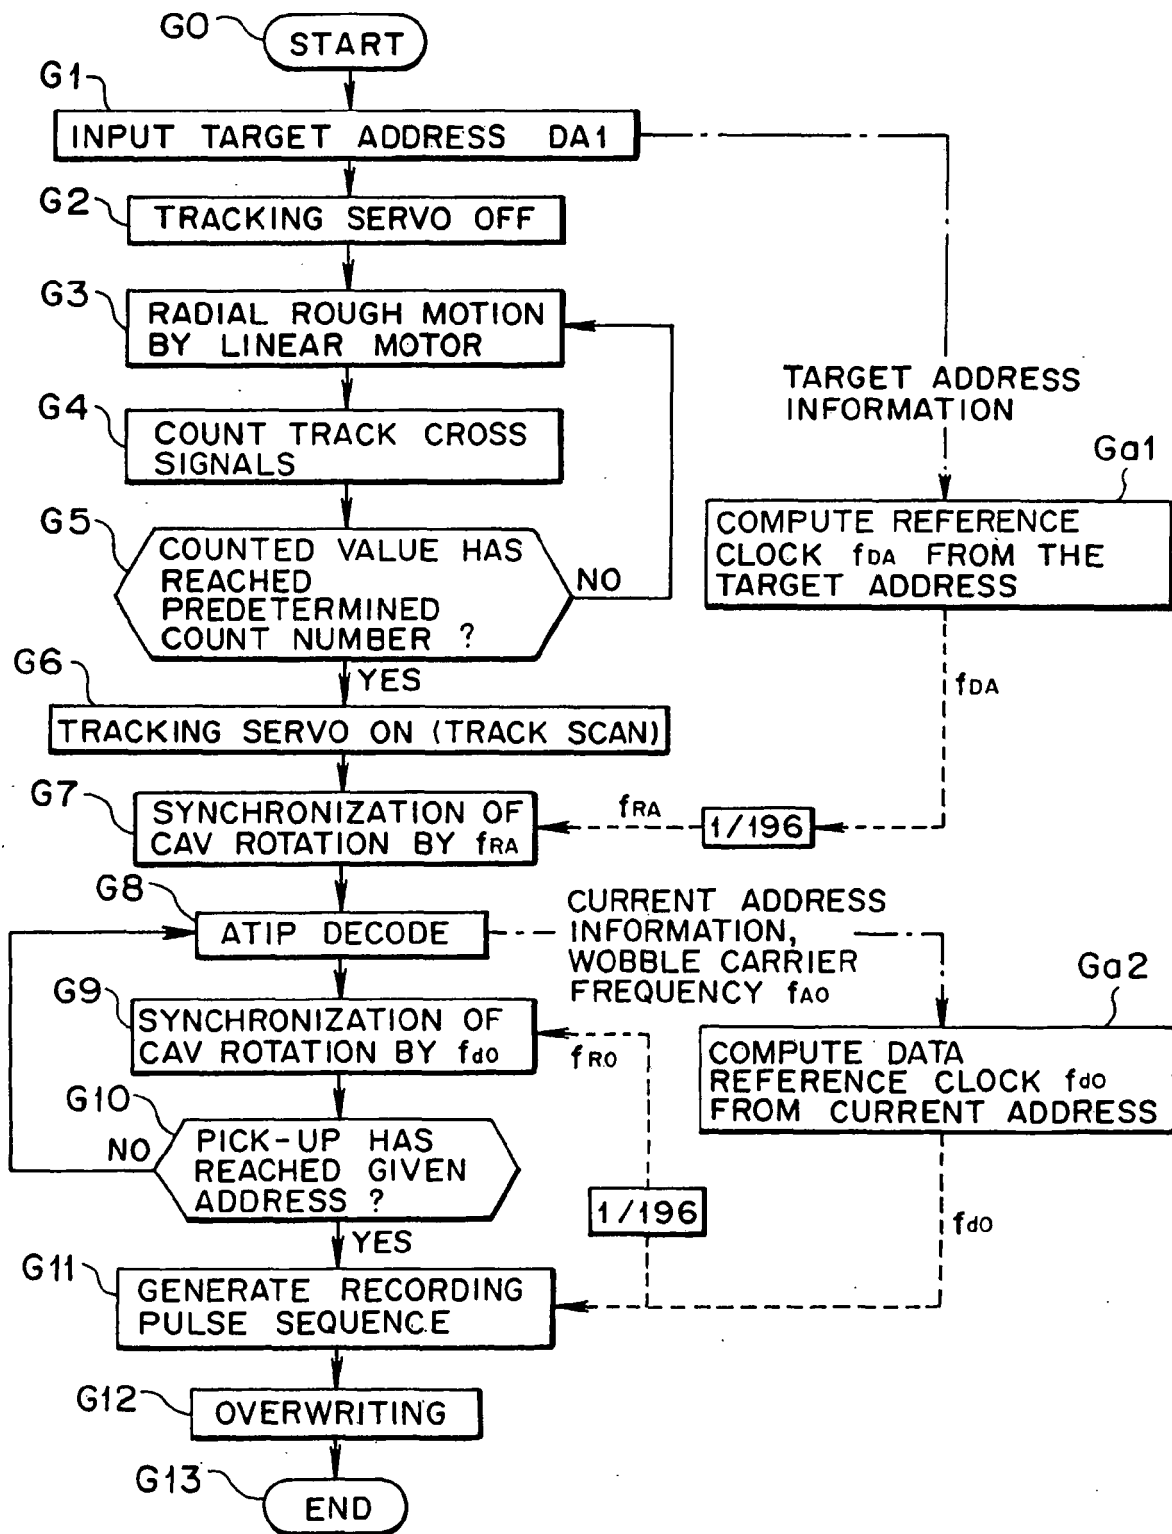 G0
START
G1
INPUT TARGET ADDRESS DA1
G2
TRACKING SERVO OFF
G3
RADIAL ROUGH MOTION
BY LINEAR MOTOR
TARGET ADDRESS
INFORMATION
G4
COUNT TRACK CROSS
SIGNALS
Ga1
COMPUTE REFERENCE
CLOCK fDA FROM THE
TARGET ADDRESS
G5
COUNTED VALUE HAS
REACHED
PREDETERMINED
COUNT NUMBER ?
NO
YES
fDA
G6
TRACKING SERVO ON (TRACK SCAN)
G7
SYNCHRONIZATION OF
CAV ROTATION BY fRA
fRA
1/196
G8
ATIP DECODE
CURRENT ADDRESS
INFORMATION,
WOBBLE CARRIER
FREQUENCY fAO
Ga2
COMPUTE DATA
REFERENCE CLOCK fdO
FROM CURRENT ADDRESS
G9
SYNCHRONIZATION OF
CAV ROTATION BY fdO
fRO
G10
NO
PICK-UP HAS
REACHED GIVEN
ADDRESS ?
1/196
fdO
YES
G11
GENERATE RECORDING
PULSE SEQUENCE
G12
OVERWRITING
G13
END